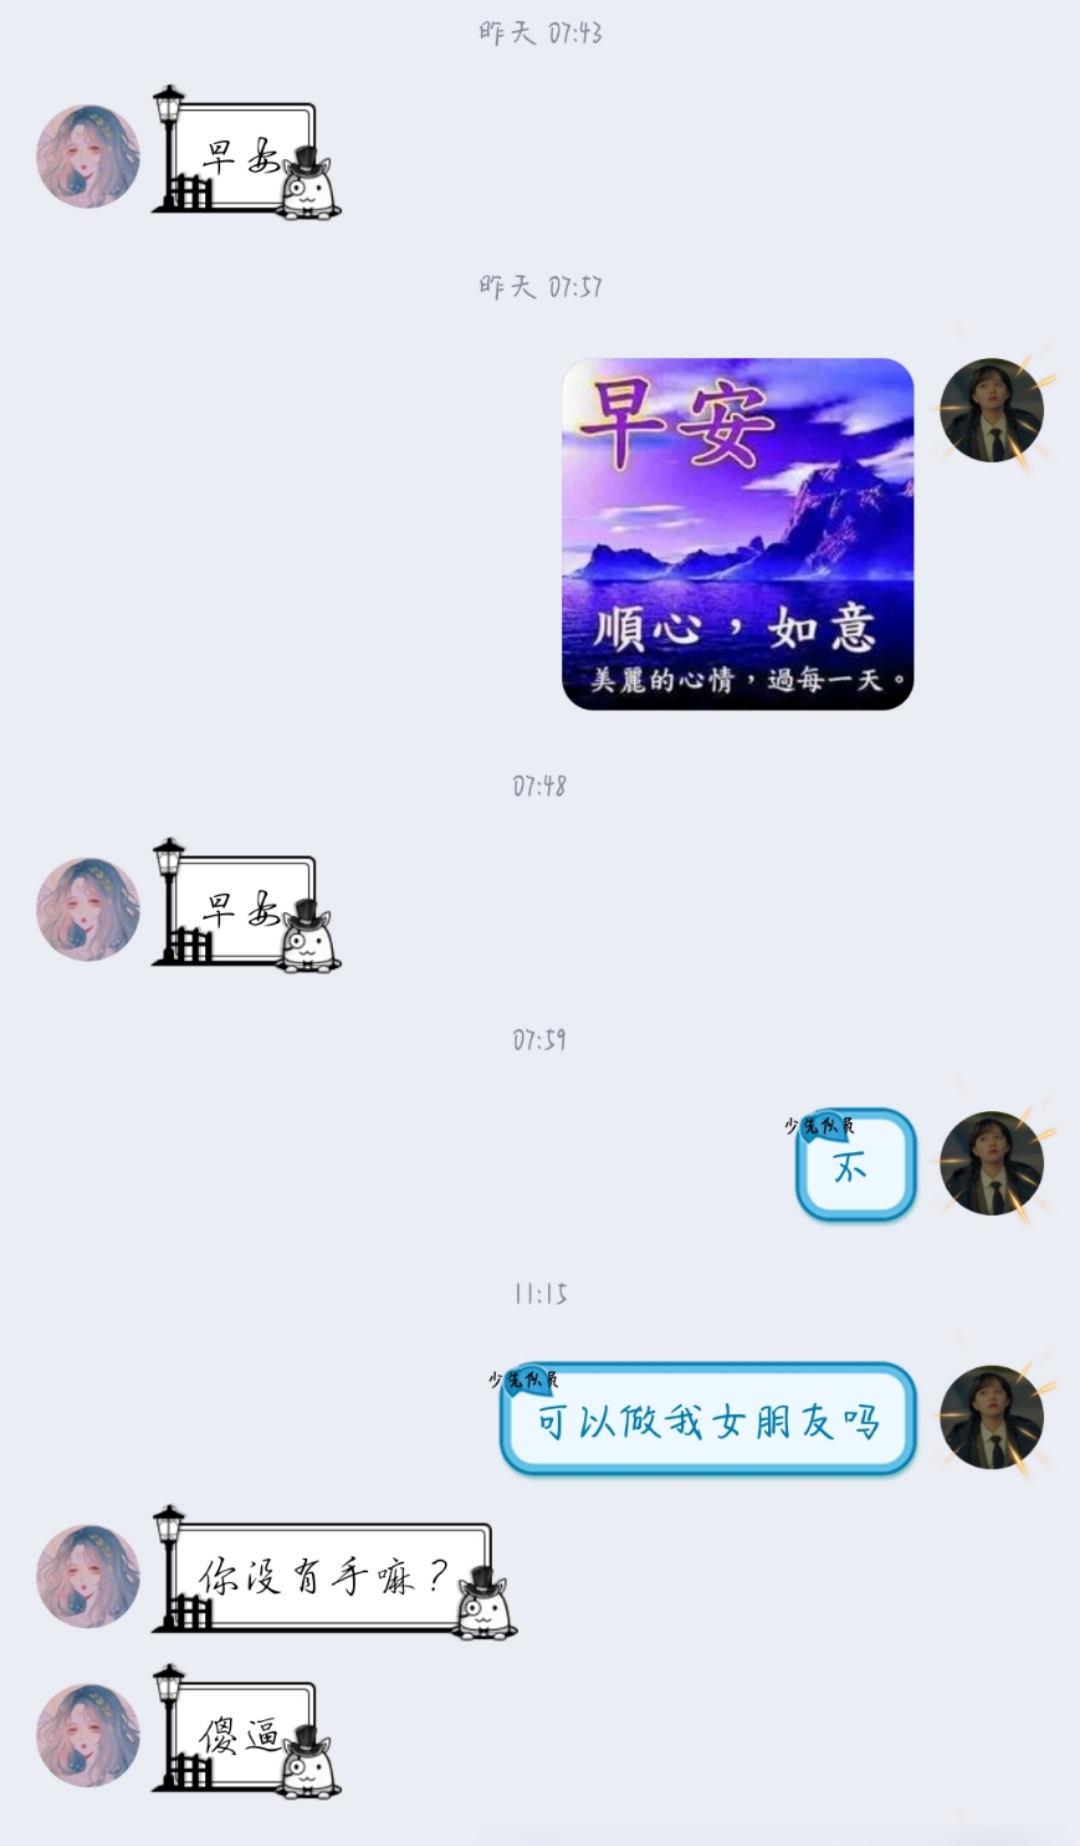 昨天 07:43
早安
昨天 07:57
早安
順心，如意
美麗的心情，過每一天。
07:48
早安
07:59
少先队员
不
11:15
少先队员
可以做我女朋友吗
你没有手嘛？
傻逼